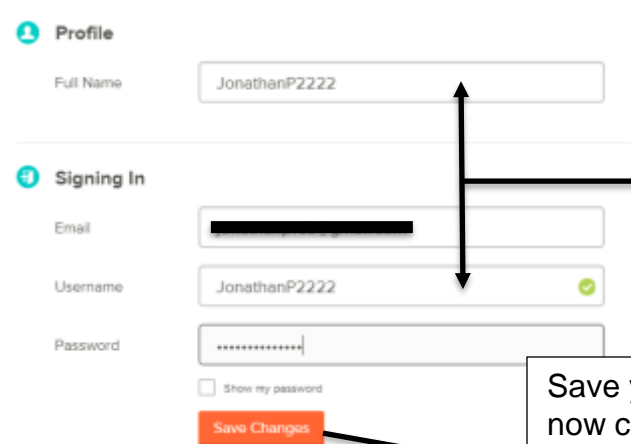 Profile
Full Name JonathanP2222
Signing In
Email
Username JonathanP2222
Password ••••••••••••••
Show my password
Save Changes
Save
now